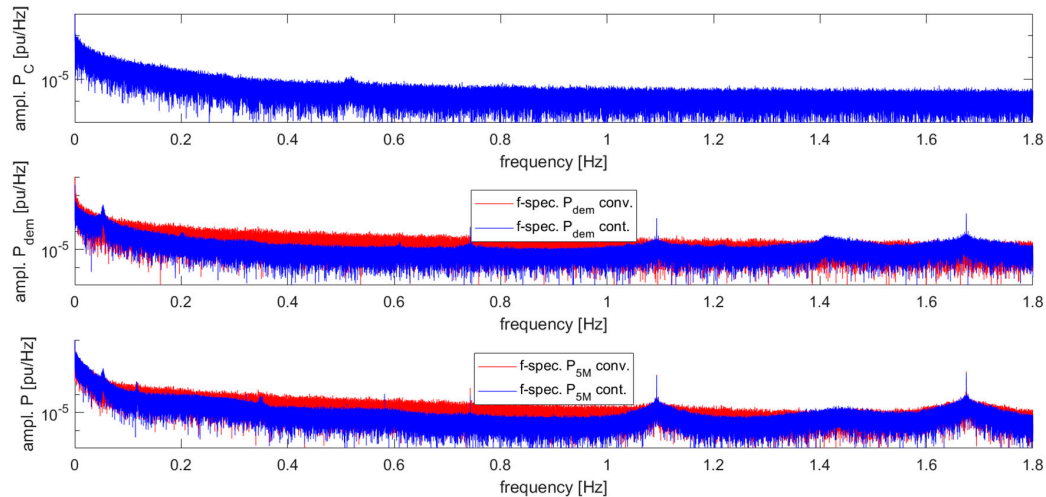 ampl. P_C [pu/Hz]
10^-5
0 0.2 0.4 0.6 0.8 1 1.2 1.4 1.6 1.8
frequency [Hz]
ampl. P_dem [pu/Hz]
10^-5
f-spec. P_dem conv.
f-spec. P_dem cont.
0 0.2 0.4 0.6 0.8 1 1.2 1.4 1.6 1.8
frequency [Hz]
ampl. P [pu/Hz]
10^-5
f-spec. P_5M conv.
f-spec. P_5M cont.
0 0.2 0.4 0.6 0.8 1 1.2 1.4 1.6 1.8
frequency [Hz]